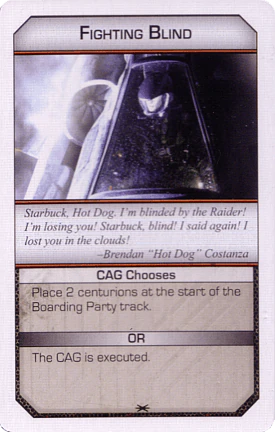 FIGHTING BLIND
Starbuck, Hot Dog. I'm blinded by the Raider!
I'm losing you! Starbuck, blind! I said again! I
lost you in the clouds!
–Brendan "Hot Dog" Costanza
CAG Chooses
Place 2 centurions at the start of the
Boarding Party track.
OR
The CAG is executed.